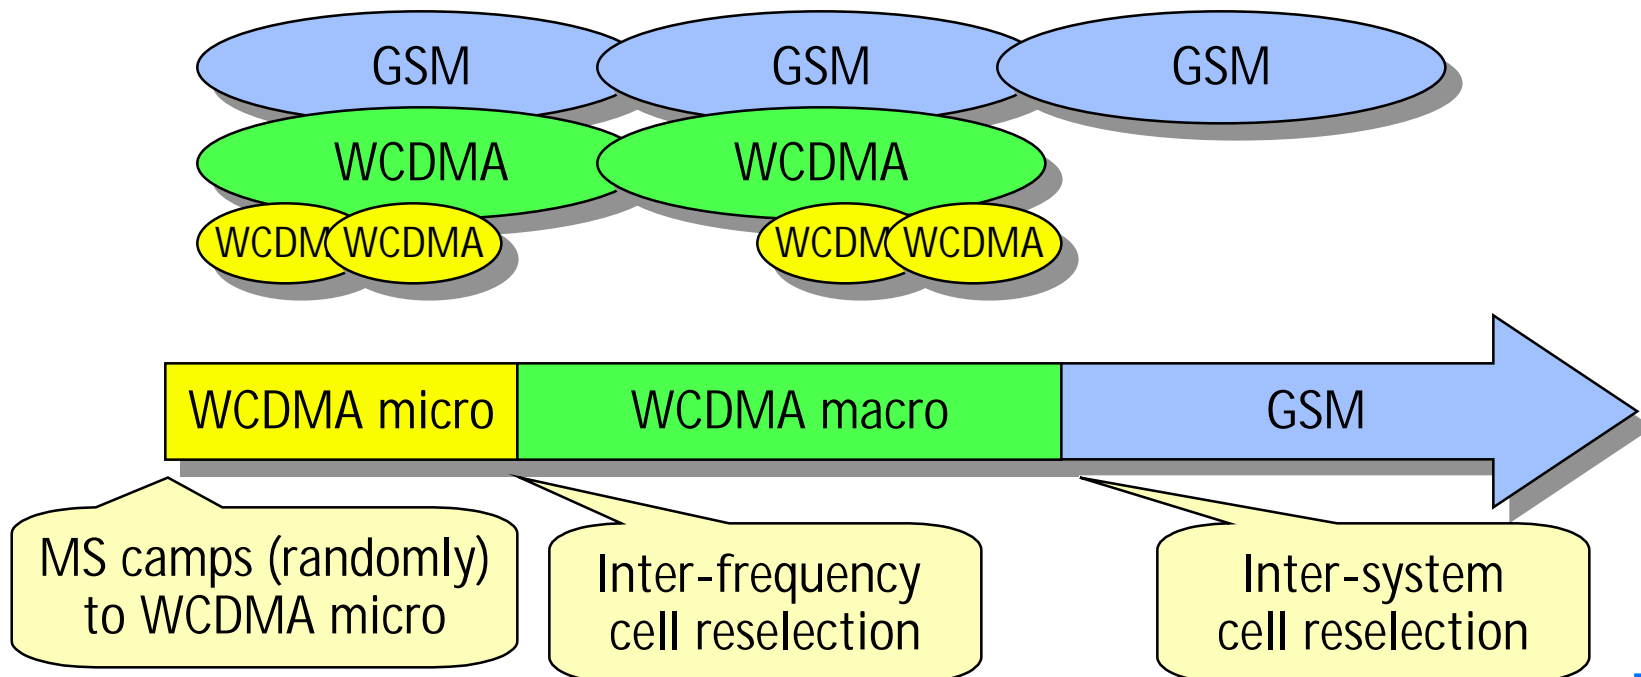 GSM GSM GSM
WCDMA WCDMA
WCDM WCDMA WCDM WCDMA
WCDMA micro WCDMA macro GSM
MS camps (randomly)
to WCDMA micro
Inter-frequency
cell reselection
Inter-system
cell reselection